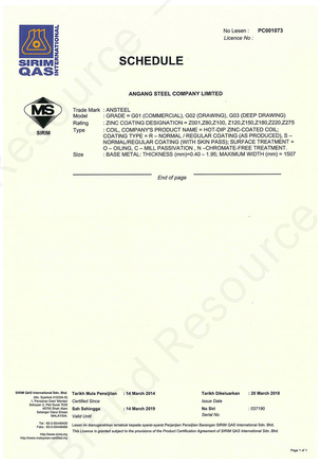 No Lesen : PC001073
Licence No :
SIRIM
QAS
INTERNATIONAL
SCHEDULE
ANGANG STEEL COMPANY LIMITED
MS
SIRIM
Trade Mark : ANSTEEL
Model : GRADE = G01 (COMMERCIAL), G02 (DRAWING), G03 (DEEP DRAWING)
Rating : ZINC COATING DESIGNATION = Z001,Z80,Z100, Z120,Z150,Z180,Z220,Z275
Type : COIL, COMPANY'S PRODUCT NAME = HOT-DIP ZINC-COATED COIL;
COATING TYPE = R – NORMAL / REGULAR COATING (AS PRODUCED), S –
NORMAL/REGULAR COATING (WITH SKIN PASS); SURFACE TREATMENT =
O – OILING, C – MILL PASSIVATION , N –CHROMATE-FREE TREATMENT.
Size : BASE METAL: THICKNESS (mm)=0.40 – 1.95; MAXIMUM WIDTH (mm) = 1507
End of page
SIRIM QAS International Sdn. Bhd.
Tarikh Mula Pensijilan : 14 March 2014
Certified Since
Sah Sehingga : 14 March 2019
Valid Until
Tarikh Dikeluarkan : 20 March 2018
Issue Date
No Siri
Serial No
Lesen ini dianugerahkan tertakluk kepada syarat-syarat Perjanjian Pensijilan Barangan SIRIM QAS International Sdn. Bhd.
This Licence is granted subject to the provisions of the Product Certification Agreement of SIRIM QAS International Sdn. Bhd.
Page 1 of 1
Resource